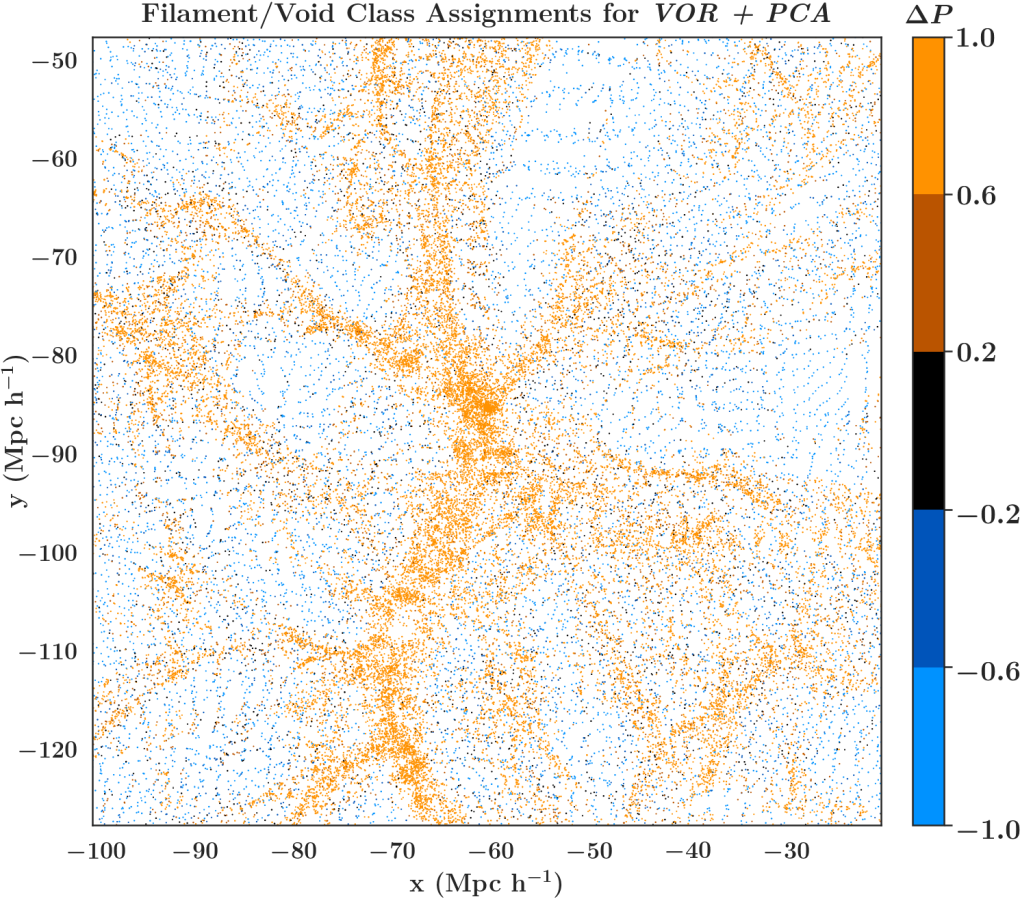 Filament/Void Class Assignments for VOR + PCA
ΔP
1.0
0.6
0.2
−0.2
−0.6
−1.0
y (Mpc h⁻¹)
−50
−60
−70
−80
−90
−100
−110
−120
−100 −90 −80 −70 −60 −50 −40 −30
x (Mpc h⁻¹)